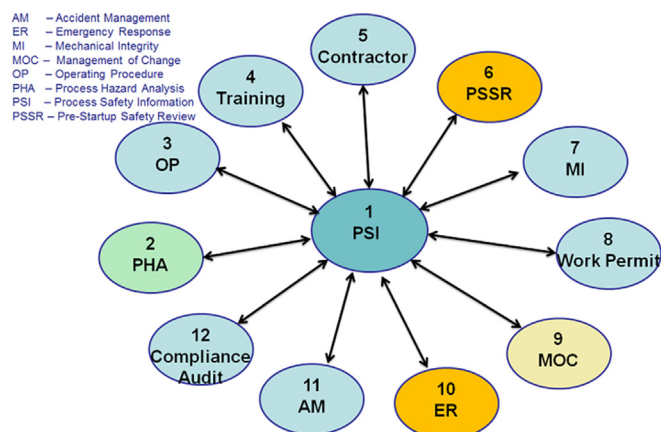 AM – Accident Management
ER – Emergency Response
MI – Mechanical Integrity
MOC – Management of Change
OP – Operating Procedure
PHA – Process Hazard Analysis
PSI – Process Safety Information
PSSR – Pre-Startup Safety Review
1
PSI
2
PHA
3
OP
4
Training
5
Contractor
6
PSSR
7
MI
8
Work Permit
9
MOC
10
ER
11
AM
12
Compliance
Audit